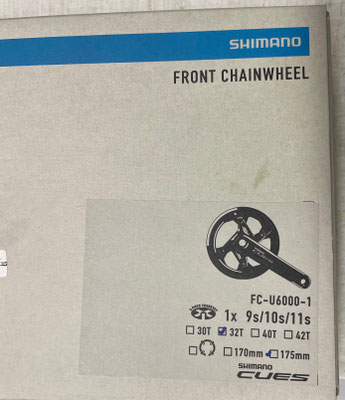 SHIMANO
FRONT CHAINWHEEL
FC-U6000-1
1x 9s/10s/11s
30T 32T 40T 42T
170mm 175mm
SHIMANO
CUES